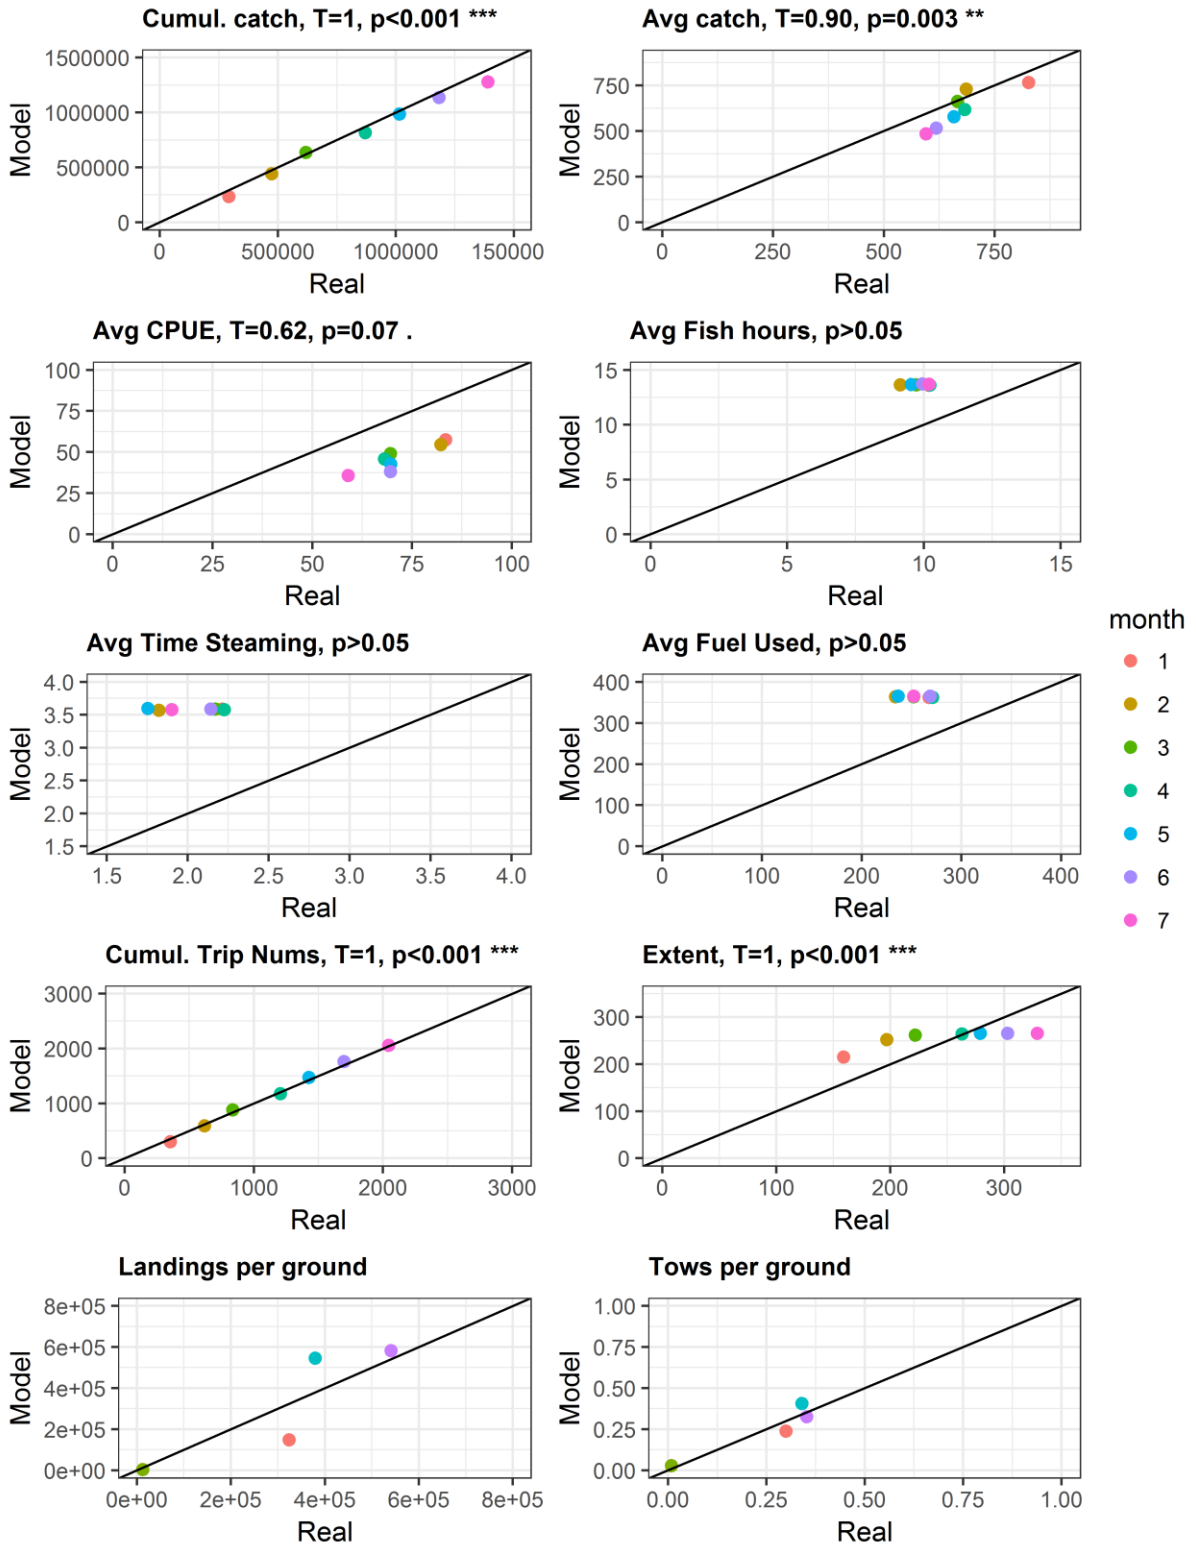 Cumul. catch, T=1, p<0.001 ***
Model
1500000
1000000
500000
0
0 500000 1000000 150000
Real
Avg catch, T=0.90, p=0.003 **
Model
750
500
250
0
0 250 500 750
Real
Avg CPUE, T=0.62, p=0.07 .
Model
100
75
50
25
0
0 25 50 75 100
Real
Avg Fish hours, p>0.05
Model
15
10
5
0
0 5 10 15
Real
Avg Time Steaming, p>0.05
Model
4.0
3.5
3.0
2.5
2.0
1.5
1.5 2.0 2.5 3.0 3.5 4.0
Real
Avg Fuel Used, p>0.05
Model
400
300
200
100
0
0 100 200 300 400
Real
month
1
2
3
4
5
6
7
Cumul. Trip Nums, T=1, p<0.001 ***
Model
3000
2000
1000
0
0 1000 2000 3000
Real
Extent, T=1, p<0.001 ***
Model
300
200
100
0
0 100 200 300
Real
Landings per ground
Model
8e+05
6e+05
4e+05
2e+05
0e+00
0e+00 2e+05 4e+05 6e+05 8e+05
Real
Tows per ground
Model
1.00
0.75
0.50
0.25
0.00
0.00 0.25 0.50 0.75 1.00
Real